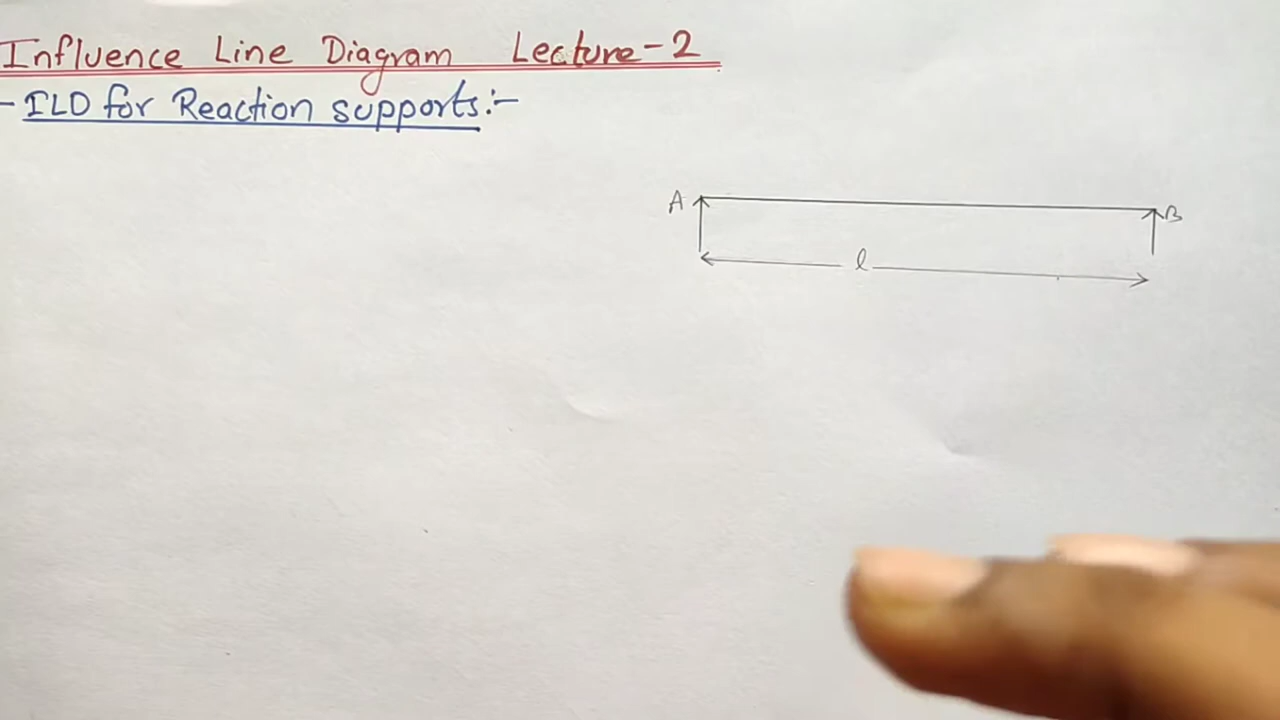 Influence Line Diagram Lecture-2
- ILD for Reaction supports:-
A
B
l